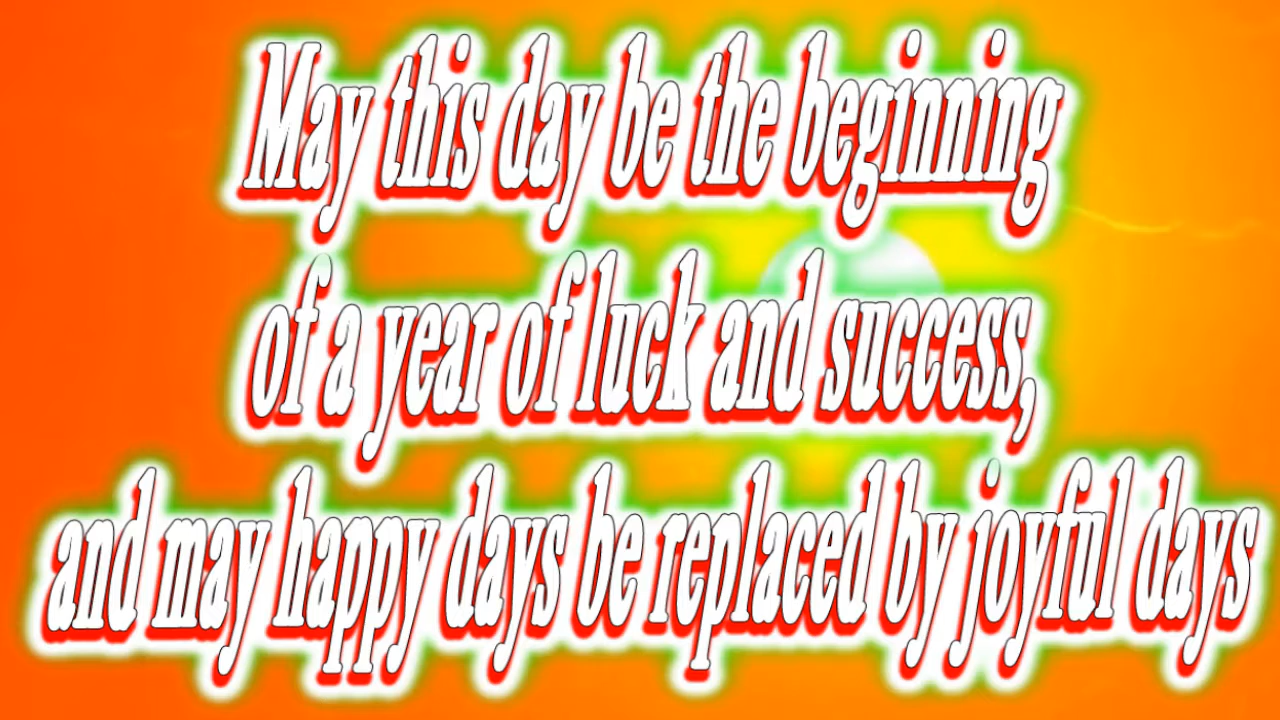 May this day be the beginning
of a year of luck and success,
and may happy days be replaced by joyful days